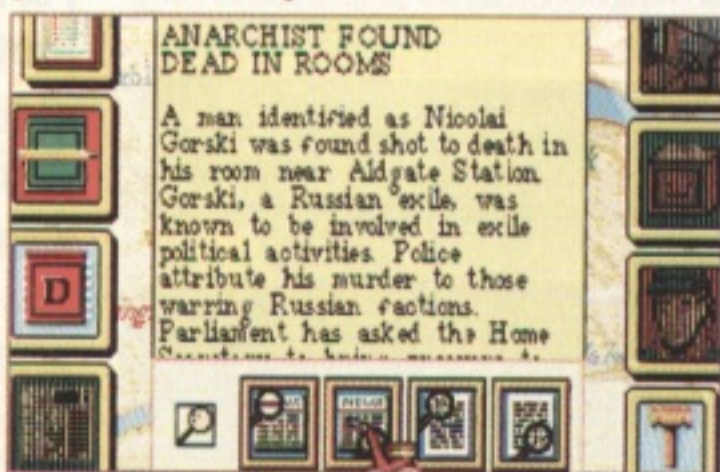 ANARCHIST FOUND
DEAD IN ROOMS
A man identified as Nicolai
Gorski was found shot to death in
his room near Aldgate Station
Gorski, a Russian exile, was
known to be involved in exile
political activities. Police
attribute his murder to those
warring Russian factions.
Parliament has asked the Home
D
NEWS
T